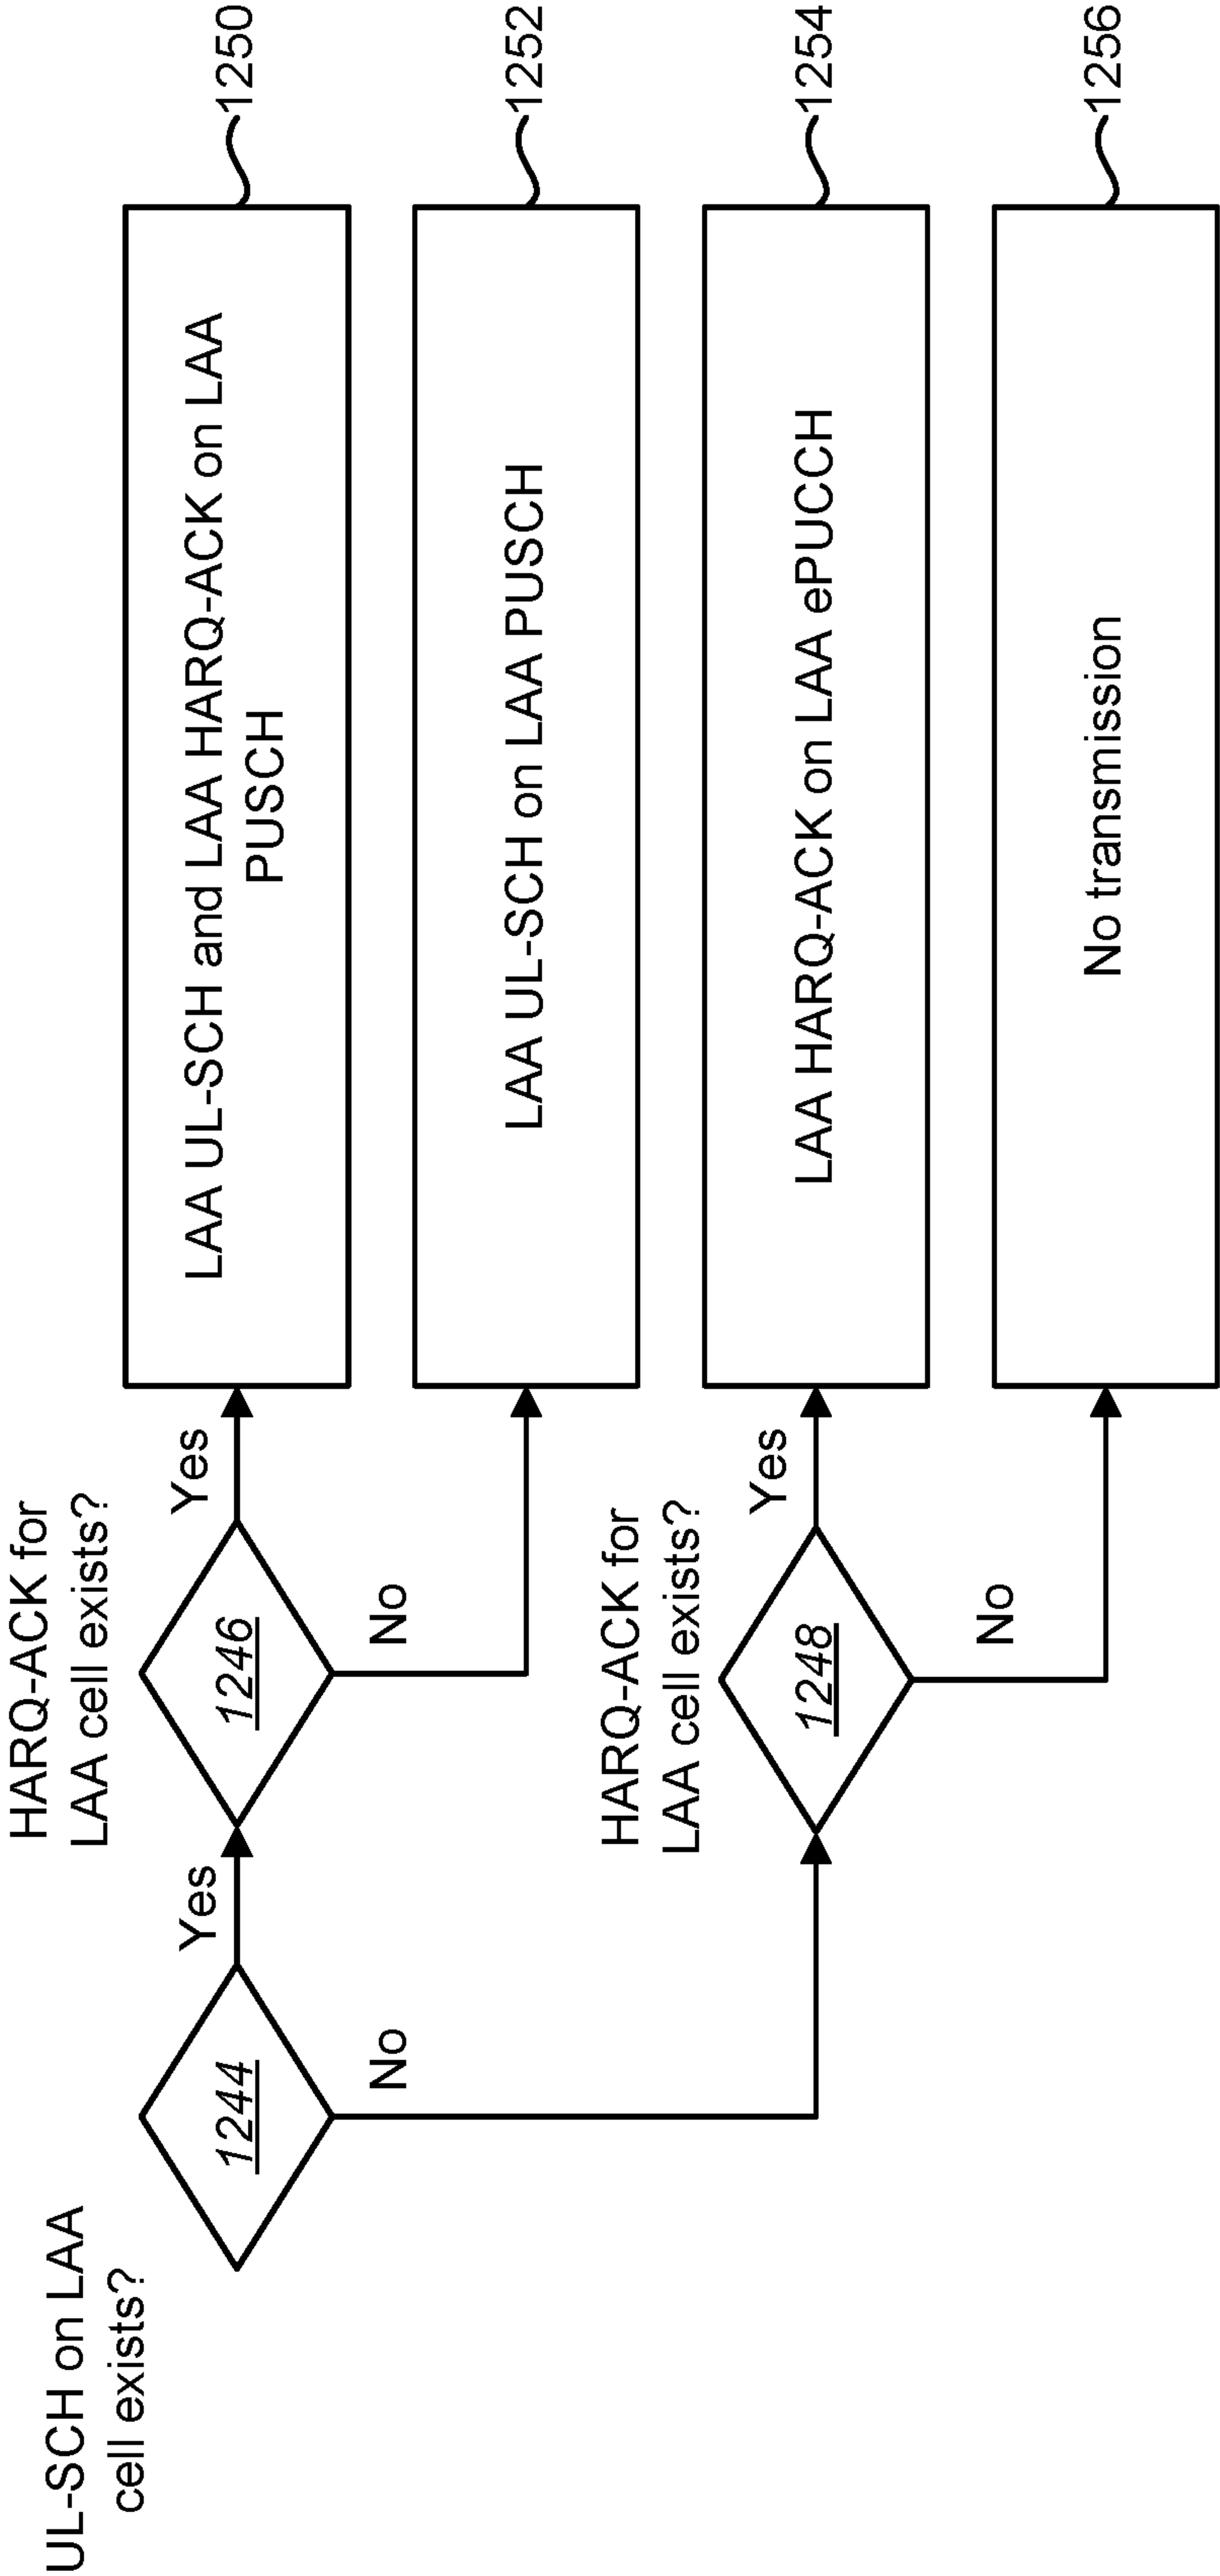 UL-SCH on LAA
cell exists?
1244
Yes
No
HARQ-ACK for
LAA cell exists?
1246
Yes
No
LAA UL-SCH and LAA HARQ-ACK on LAA
PUSCH
1250
LAA UL-SCH on LAA PUSCH
1252
HARQ-ACK for
LAA cell exists?
1248
Yes
No
LAA HARQ-ACK on LAA ePUCCH
1254
No transmission
1256